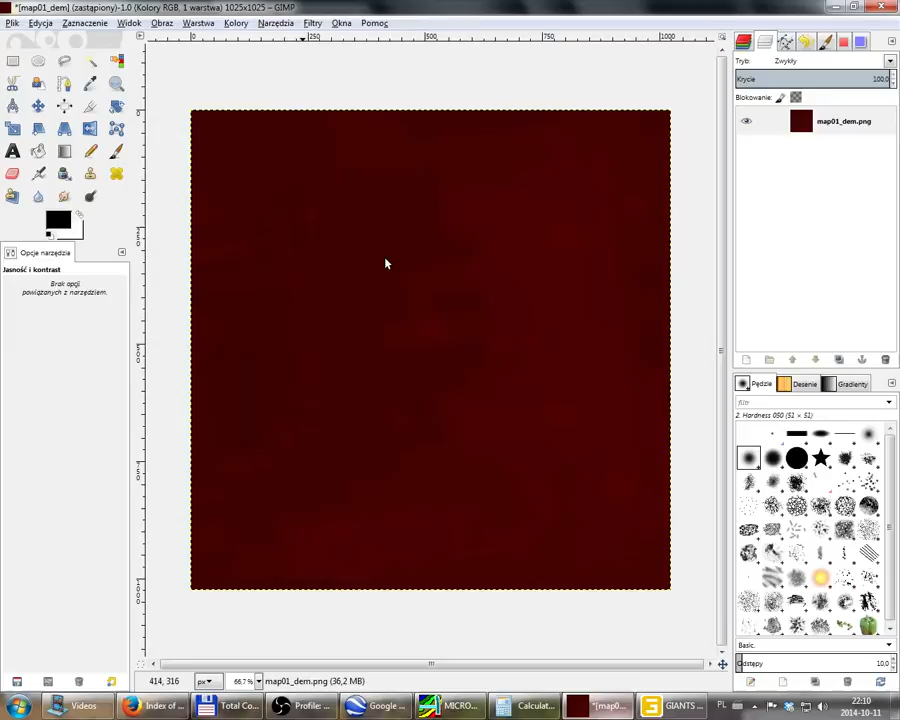 *[map01_dem] (zastąpiony)-1.0 (Kolory RGB, 1 warstwa) 1025x1025 – GIMP
Plik Edycja Zaznaczenie Widok Obraz Warstwa Kolory Narzędzia Filtry Okna Pomoc
0 250 500 750 1000
Tryb: Zwykły
Krycie 100,0
Blokowanie:
map01_dem.png
Opcje narzędzia
Jasność i kontrast
Brak opcji
powiązanych z narzędziem.
Pędzle Desenie Gradienty
filtr
2. Hardness 050 (51 × 51)
Basic.
Odstępy 10,0
414, 316 px 66,7% map01_dem.png (36,2 MB)
Videos Index of ... Total Co... Profile: ... Google ... MICRO... Calculat... *[map0... GIANTS ... PL 22:10
2014-10-11